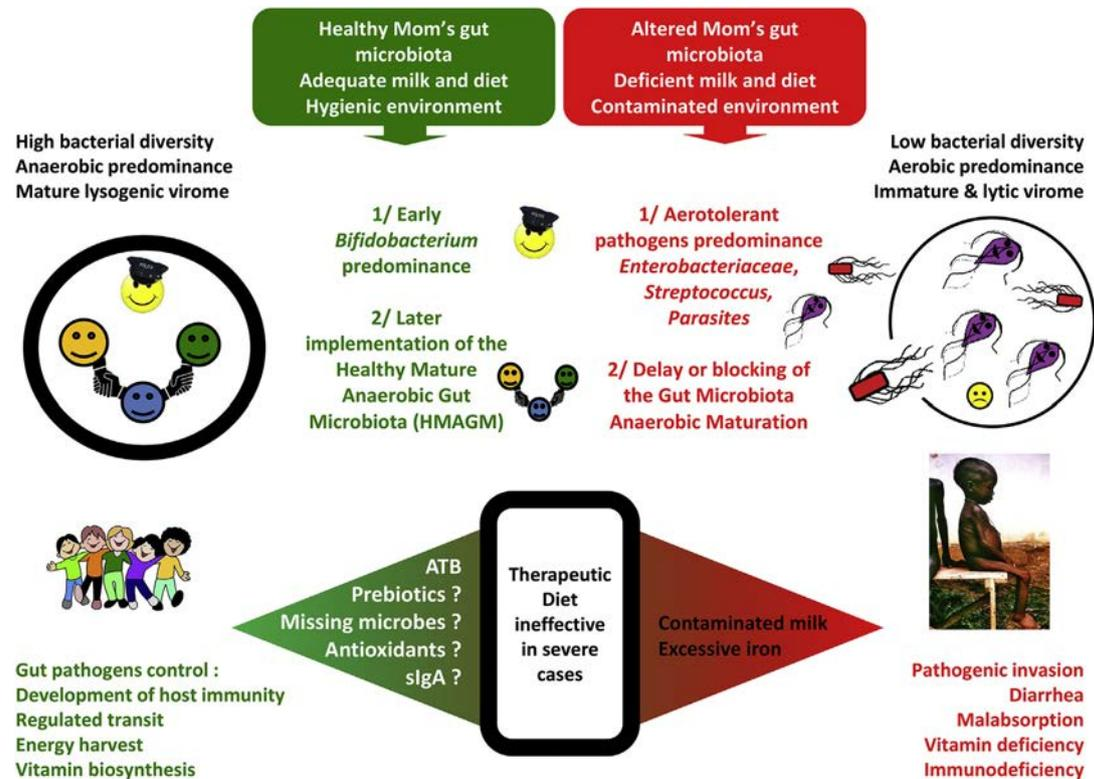 Healthy Mom's gut
microbiota
Adequate milk and diet
Hygienic environment
Altered Mom's gut
microbiota
Deficient milk and diet
Contaminated environment
High bacterial diversity
Anaerobic predominance
Mature lysogenic virome
Low bacterial diversity
Aerobic predominance
Immature & lytic virome
1/ Early
Bifidobacterium
predominance
2/ Later
implementation of the
Healthy Mature
Anaerobic Gut
Microbiota (HMAGM)
1/ Aerotolerant
pathogens predominance
Enterobacteriaceae,
Streptococcus,
Parasites
2/ Delay or blocking of
the Gut Microbiota
Anaerobic Maturation
ATB
Prebiotics ?
Missing microbes ?
Antioxidants ?
sIgA ?
Therapeutic
Diet
ineffective
in severe
cases
Contaminated milk
Excessive iron
Gut pathogens control :
Development of host immunity
Regulated transit
Energy harvest
Vitamin biosynthesis
Pathogenic invasion
Diarrhea
Malabsorption
Vitamin deficiency
Immunodeficiency